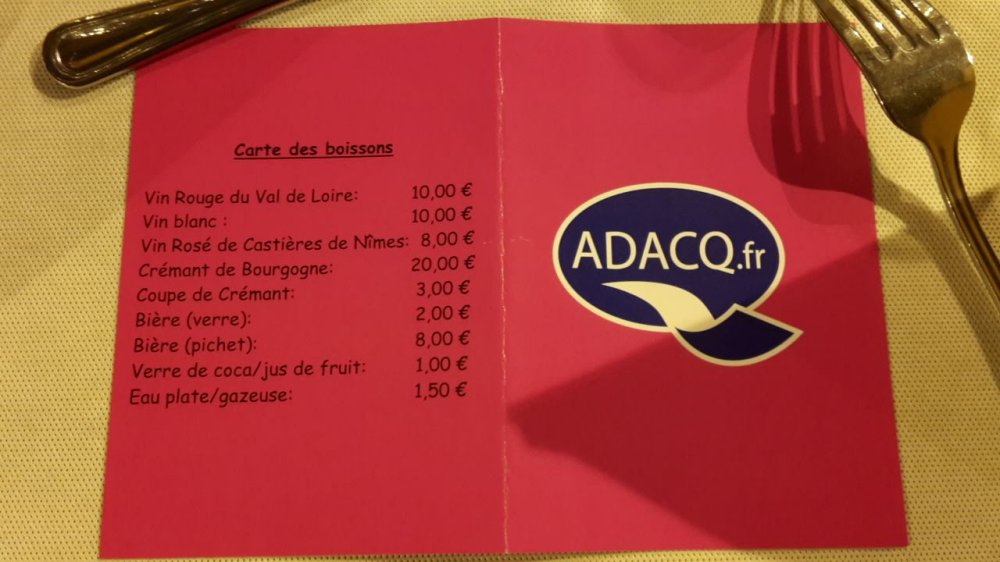 Carte des boissons
Vin Rouge du Val de Loire: 10,00 €
Vin blanc : 10,00 €
Vin Rosé de Castières de Nîmes: 8,00 €
Crémant de Bourgogne: 20,00 €
Coupe de Crémant: 3,00 €
Bière (verre): 2,00 €
Bière (pichet): 8,00 €
Verre de coca/jus de fruit: 1,00 €
Eau plate/gazeuse: 1,50 €
ADACQ.fr